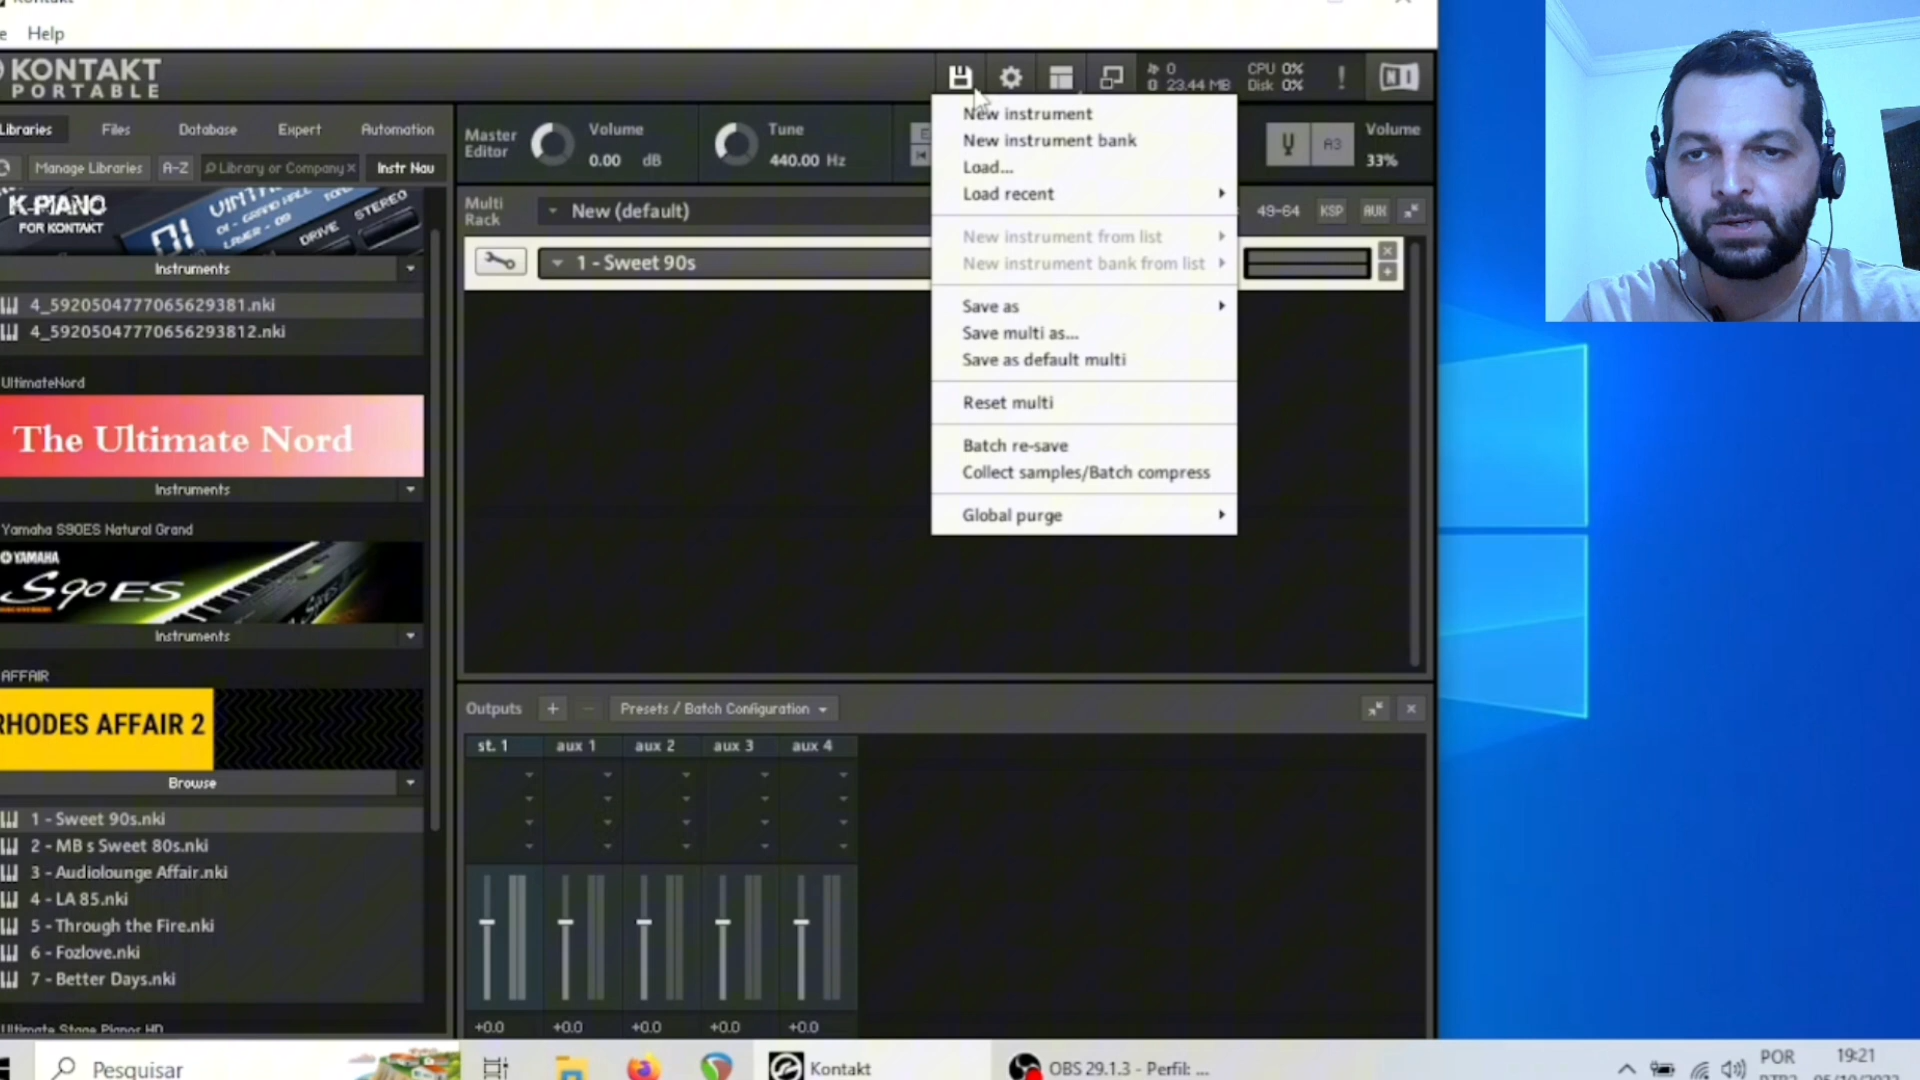 Help
KONTAKT
PORTABLE
0
0 23.44 MB
CPU 0%
Disk 0%
!
Libraries
Files
Database
Expert
Automation
Manage Libraries
A-Z
Library or Company
Instr Nav
Master
Editor
Volume
0.00 dB
Tune
440.00 Hz
A3
Volume
33%
Multi
Rack
New (default)
49-64
KSP
AUX
1 - Sweet 90s
New instrument
New instrument bank
Load...
Load recent
New instrument from list
New instrument bank from list
Save as
Save multi as...
Save as default multi
Reset multi
Batch re-save
Collect samples/Batch compress
Global purge
K-PIANO
FOR KONTAKT
01
DRIVE
STEREO
Instruments
4_5920504777065629381.nki
4_59205047770656293812.nki
UltimateNord
The Ultimate Nord
Instruments
Yamaha S90ES Natural Grand
YAMAHA
S90 ES
Instruments
AFFAIR
RHODES AFFAIR 2
Browse
1 - Sweet 90s.nki
2 - MB s Sweet 80s.nki
3 - Audiolounge Affair.nki
4 - LA 85.nki
5 - Through the Fire.nki
6 - Fozlove.nki
7 - Better Days.nki
Outputs
+
Presets / Batch Configuration
st. 1
aux 1
aux 2
aux 3
aux 4
+0.0
+0.0
+0.0
+0.0
+0.0
Pesquisar
Kontakt
OBS 29.1.3 - Perfil: ...
POR
19:21